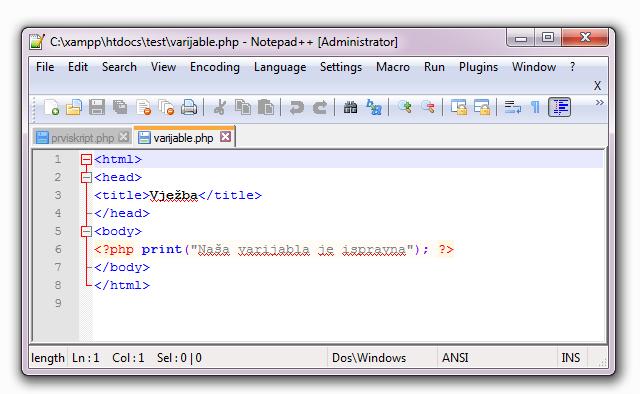 C:\xampp\htdocs\test\varijable.php - Notepad++ [Administrator]
File Edit Search View Encoding Language Settings Macro Run Plugins Window ?
X
prviskript.php varijable.php
1 <html>
2 <head>
3 <title>Vježba</title>
4 </head>
5 <body>
6 <?php print("Naša varijabla je ispravna"); ?>
7 </body>
8 </html>
9
length Ln : 1 Col : 1 Sel : 0 | 0 Dos\Windows ANSI INS